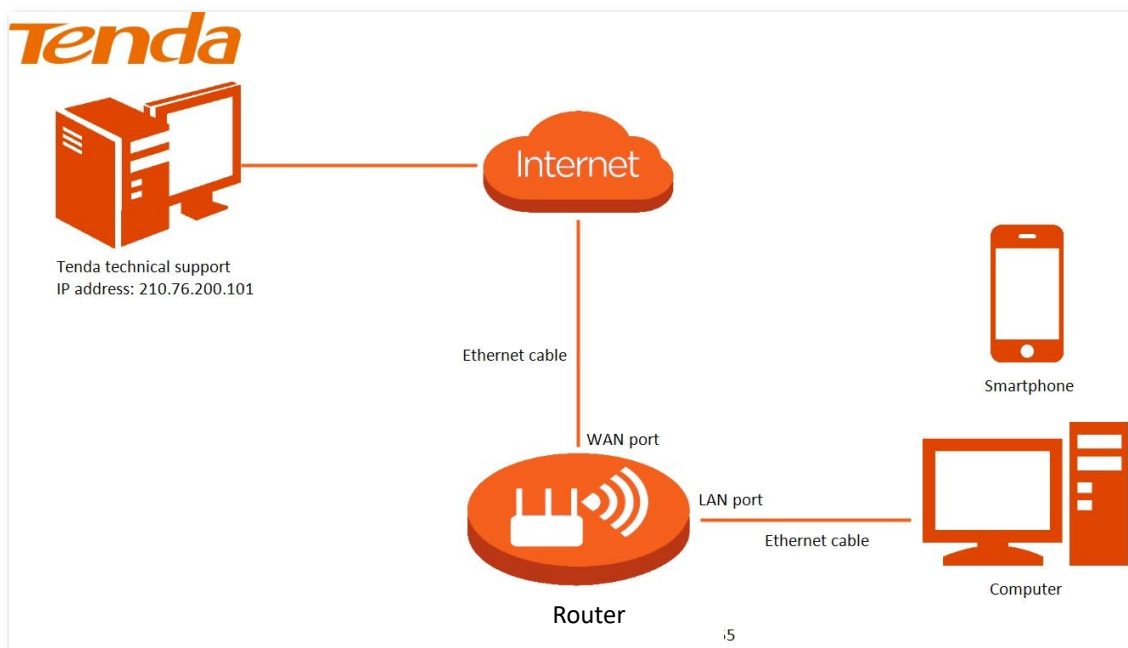 Tenda
Internet
Tenda technical support
IP address: 210.76.200.101
Ethernet cable
Smartphone
WAN port
LAN port
Ethernet cable
Computer
Router